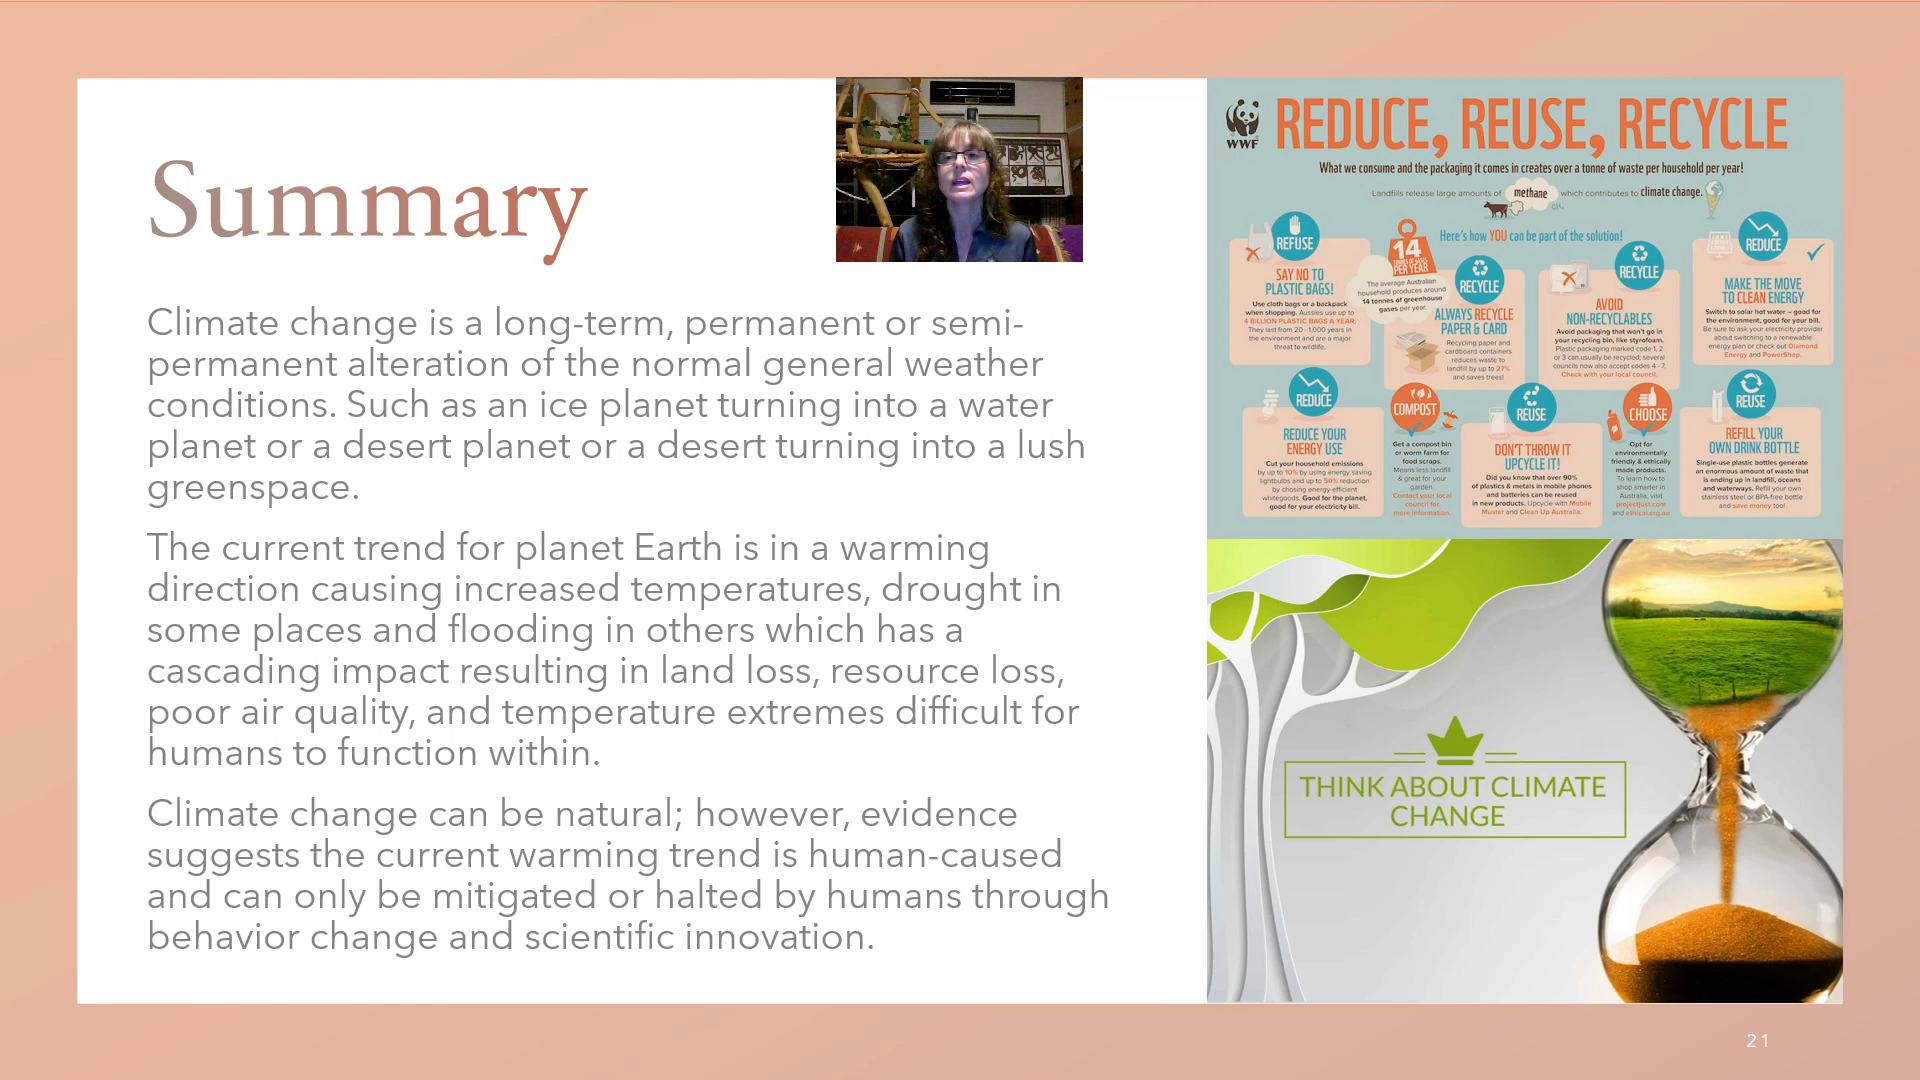 Summary
Climate change is a long-term, permanent or semi-
permanent alteration of the normal general weather
conditions. Such as an ice planet turning into a water
planet or a desert planet or a desert turning into a lush
greenspace.
The current trend for planet Earth is in a warming
direction causing increased temperatures, drought in
some places and flooding in others which has a
cascading impact resulting in land loss, resource loss,
poor air quality, and temperature extremes difficult for
humans to function within.
Climate change can be natural; however, evidence
suggests the current warming trend is human-caused
and can only be mitigated or halted by humans through
behavior change and scientific innovation.
WWF
REDUCE, REUSE, RECYCLE
What we consume and the packaging it comes in creates over a tonne of waste per household per year!
Landfills release large amounts of methane which contributes to climate change.
CH₄
Here's how YOU can be part of the solution!
REFUSE
SAY NO TO
PLASTIC BAGS!
Use cloth bags or a backpack
when shopping. Aussies use up to
4 BILLION PLASTIC BAGS A YEAR.
They last from 20 - 1,000 years in
the environment and are a major
threat to wildlife.
14
TONNES OF GASES
PER YEAR
The average Australian
household produces around
14 tonnes of greenhouse
gases per year.
RECYCLE
ALWAYS RECYCLE
PAPER & CARD
Recycling paper and
cardboard containers
reduces waste to
landfill by up to 27%
and saves trees!
RECYCLE
AVOID
NON-RECYCLABLES
Avoid packaging that won't go in
your recycling bin, like styrofoam.
Plastic packaging marked code 1, 2
or 3 can usually be recycled; several
councils now also accept codes 4 - 7.
Check with your local council.
REDUCE
MAKE THE MOVE
TO CLEAN ENERGY
Switch to solar hot water – good for
the environment, good for your bill.
Be sure to ask your electricity provider
about switching to a renewable
energy plan or check out Diamond
Energy and PowerShop.
REDUCE
REDUCE YOUR
ENERGY USE
Cut your household emissions
by up to 10% by using energy saving
lightbulbs and up to 50% reduction
by chosing energy-efficient
whitegoods. Good for the planet,
good for your electricity bill.
COMPOST
Get a compost bin
or worm farm for
food scraps.
Means less landfill
& great for your
garden.
Contact your local
council for
more information.
REUSE
DON'T THROW IT
UPCYCLE IT!
Did you know that over 90%
of plastics & metals in mobile phones
and batteries can be reused
in new products. Upcycle with Mobile
Muster and Clean Up Australia.
CHOOSE
Opt for
environmentally
friendly & ethically
made products.
To learn how to
shop smarter in
Australia, visit
projectjust.com
and ethical.org.au
REUSE
REFILL YOUR
OWN DRINK BOTTLE
Single-use plastic bottles generate
an enormous amount of waste that
is ending up in landfill, oceans
and waterways. Refill your own
stainless steel or BPA-free bottle
and save money too!
THINK ABOUT CLIMATE
CHANGE
21